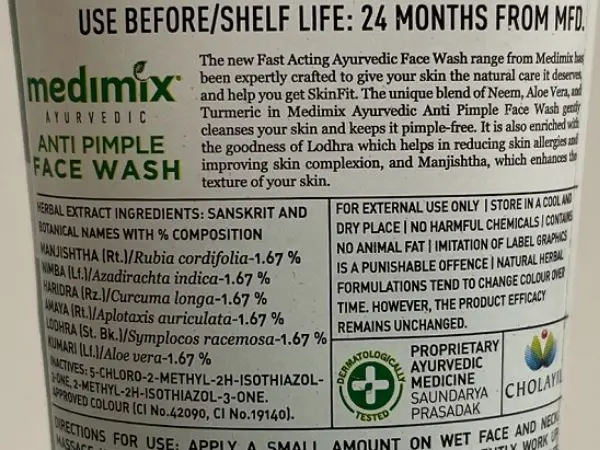 USE BEFORE/SHELF LIFE: 24 MONTHS FROM MFD.
medimix
AYURVEDIC
ANTI PIMPLE
FACE WASH
The new Fast Acting Ayurvedic Face Wash range from Medimix has
been expertly crafted to give your skin the natural care it deserves,
and help you get SkinFit. The unique blend of Neem, Aloe Vera, and
Turmeric in Medimix Ayurvedic Anti Pimple Face Wash gently
cleanses your skin and keeps it pimple-free. It is also enriched with
the goodness of Lodhra which helps in reducing skin allergies and
improving skin complexion, and Manjishtha, which enhances the
texture of your skin.
HERBAL EXTRACT INGREDIENTS: SANSKRIT AND
BOTANICAL NAMES WITH % COMPOSITION
MANJISHTHA (Rt.)/Rubia cordifolia-1.67 %
NIMBA (Lf.)/Azadirachta indica-1.67 %
HARIDRA (Rz.)/Curcuma longa-1.67 %
AMAYA (Rt.)/Aplotaxis auriculata-1.67 %
LODHRA (St. Bk.)/Symplocos racemosa-1.67 %
KUMARI (Lf.)/Aloe vera-1.67 %
INACTIVES: 5-CHLORO-2-METHYL-2H-ISOTHIAZOL-
3-ONE, 2-METHYL-2H-ISOTHIAZOL-3-ONE.
APPROVED COLOUR (CI No.42090, CI No.19140).
FOR EXTERNAL USE ONLY | STORE IN A COOL AND
DRY PLACE | NO HARMFUL CHEMICALS | CONTAINS
NO ANIMAL FAT | IMITATION OF LABEL GRAPHICS
IS A PUNISHABLE OFFENCE | NATURAL HERBAL
FORMULATIONS TEND TO CHANGE COLOUR OVER
TIME. HOWEVER, THE PRODUCT EFFICACY
REMAINS UNCHANGED.
DERMATOLOGICALLY
TESTED
PROPRIETARY
AYURVEDIC
MEDICINE
SAUNDARYA
PRASADAK
CHOLAYIL
DIRECTIONS FOR USE: APPLY A SMALL AMOUNT ON WET FACE AND NECK
MASSAGE WORK UP